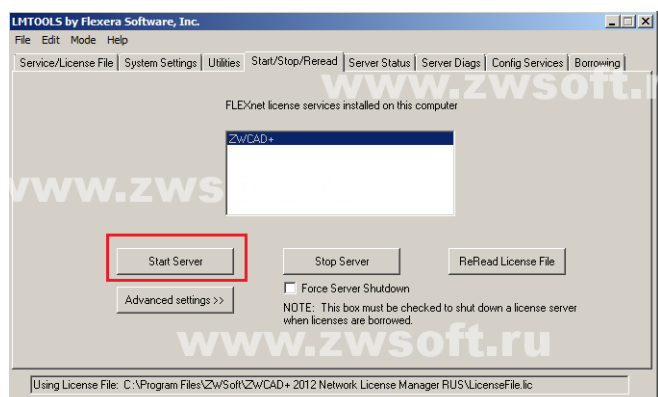 LMTOOLS by Flexera Software, Inc.
File Edit Mode Help
Service/License File System Settings Utilities Start/Stop/Reread Server Status Server Diags Config Services Borrowing
www.zwsoft.r
FLEXnet license services installed on this computer
ZWCAD+
www.zws
Start Server Stop Server ReRead License File
Force Server Shutdown
Advanced settings >>
NOTE: This box must be checked to shut down a license server
when licenses are borrowed.
www.zwsoft.ru
Using License File: C:\Program Files\ZWSoft\ZWCAD+ 2012 Network License Manager RUS\LicenseFile.lic